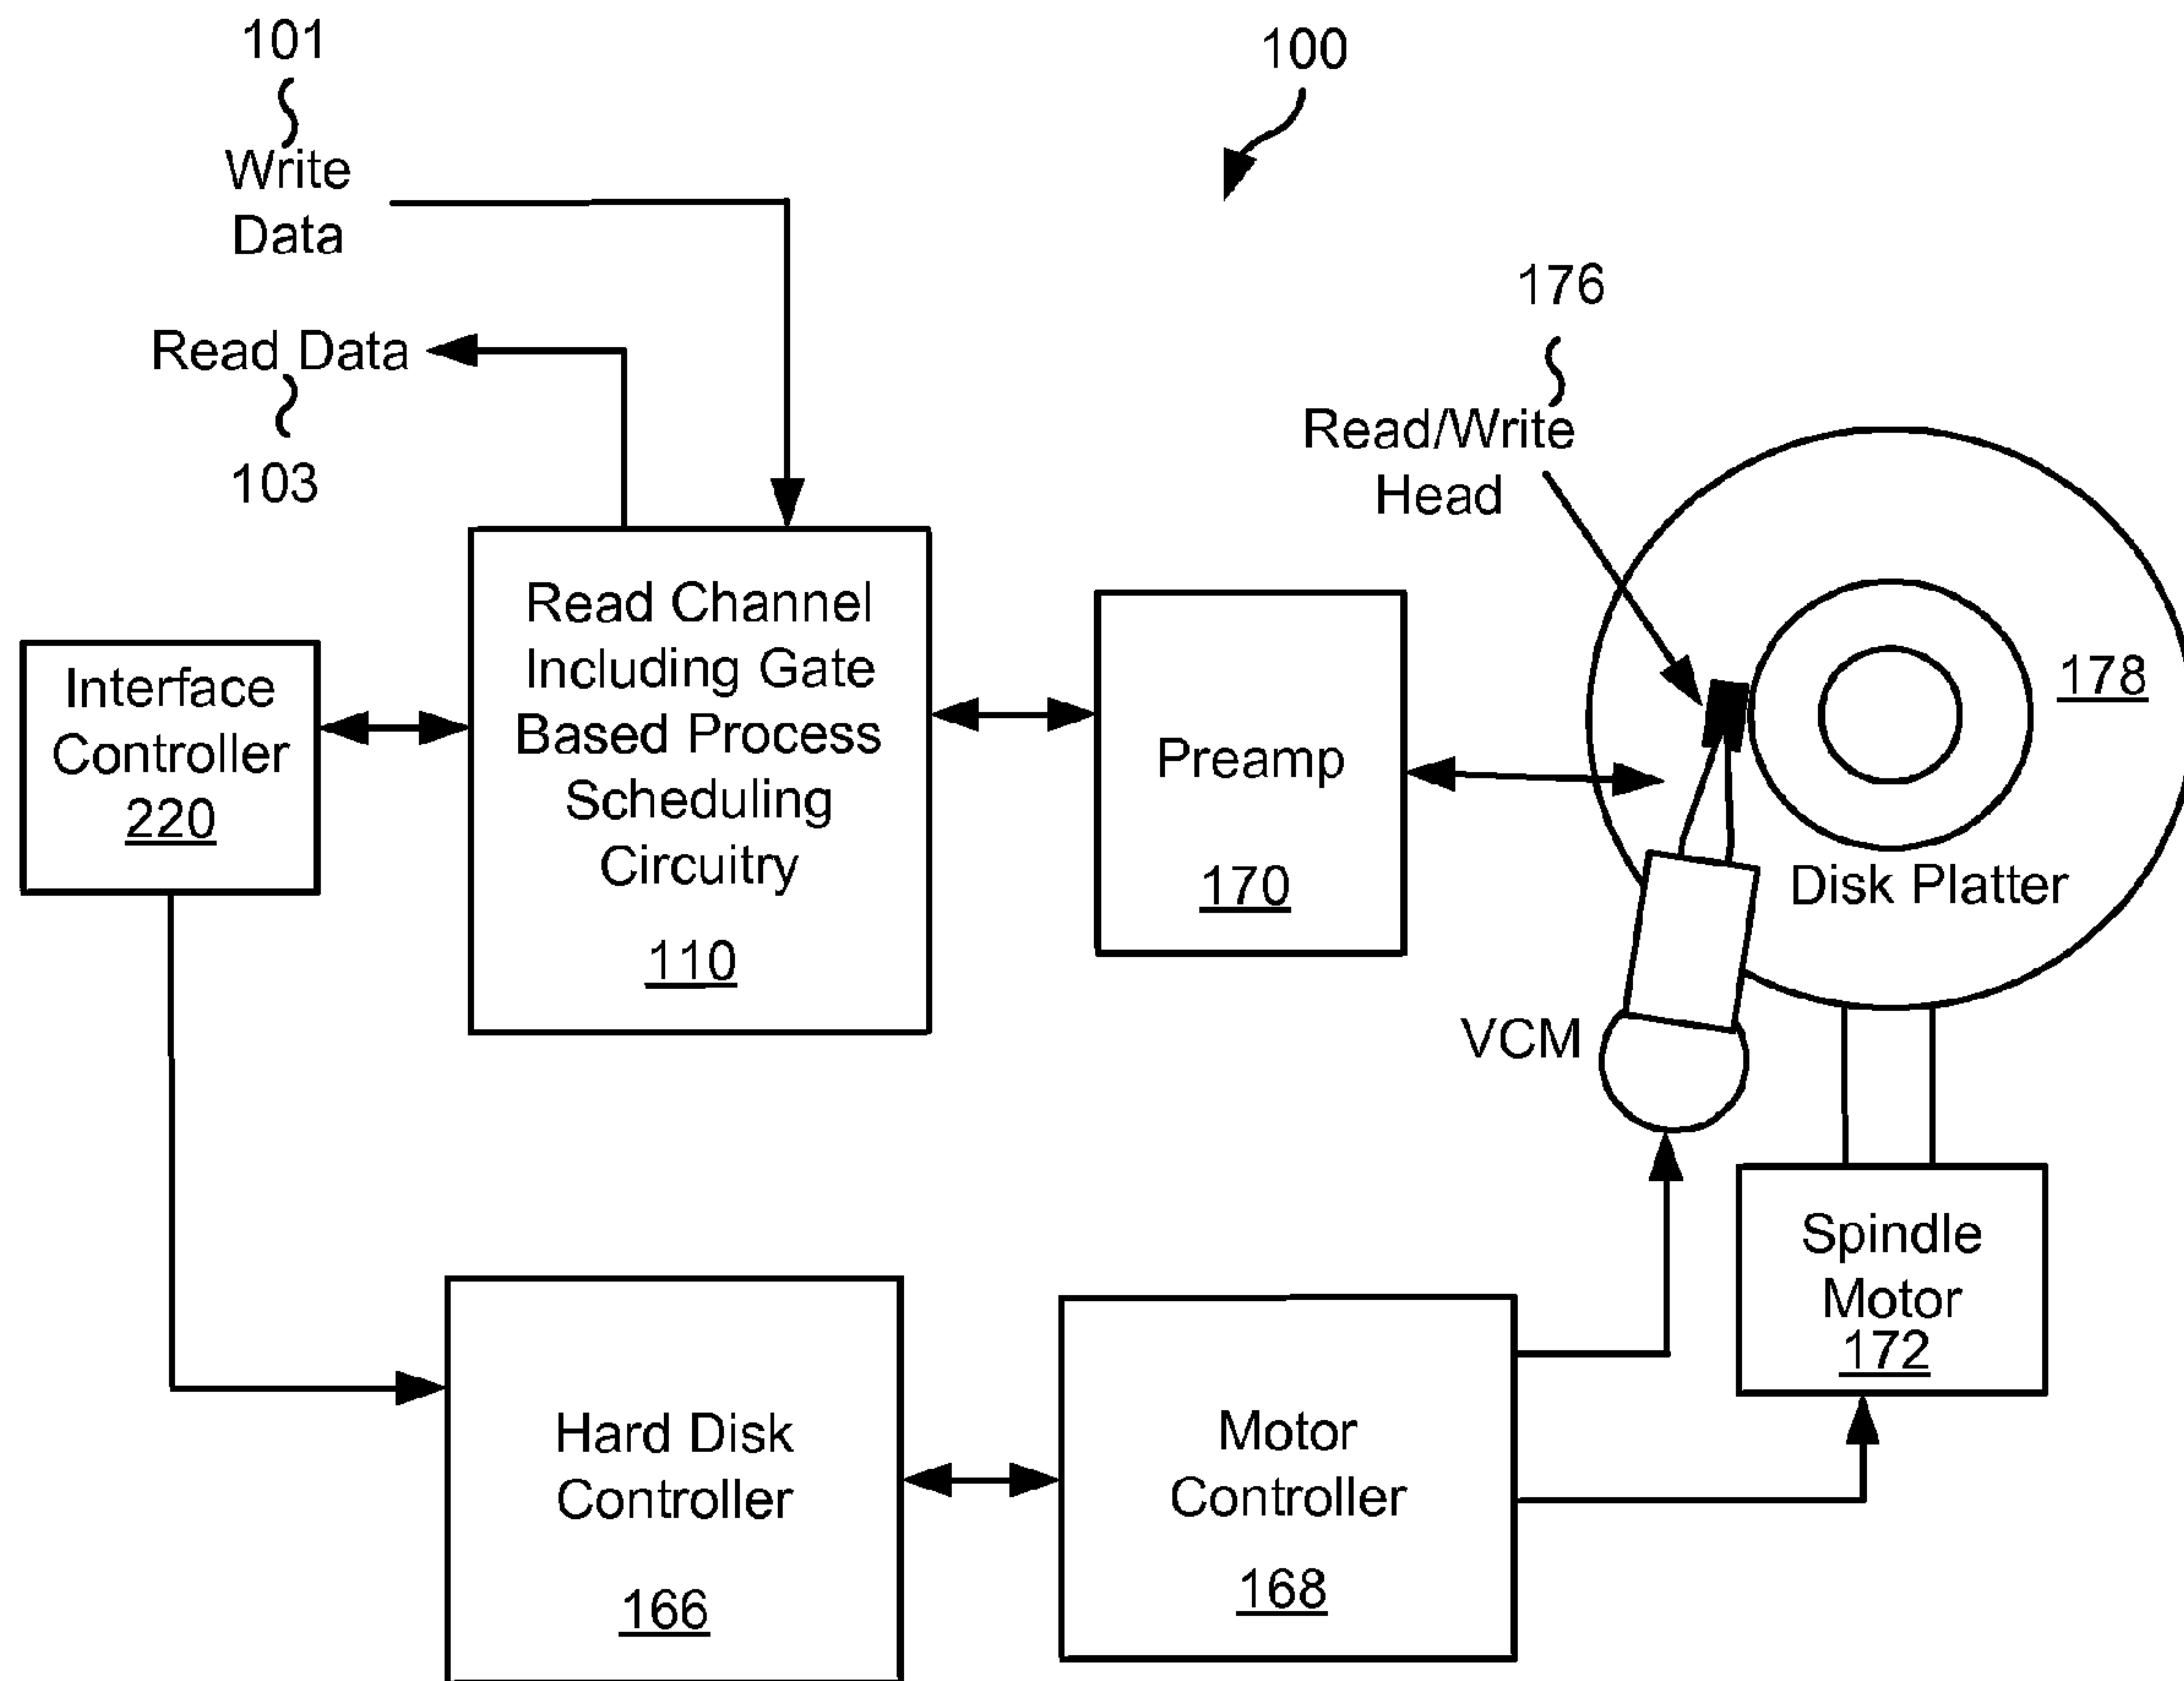 101
Write
Data
Read Data
103
100
176
Read/Write
Head
178
Disk Platter
Interface
Controller
220
Read Channel
Including Gate
Based Process
Scheduling
Circuitry
110
Preamp
170
VCM
Spindle
Motor
172
Hard Disk
Controller
166
Motor
Controller
168